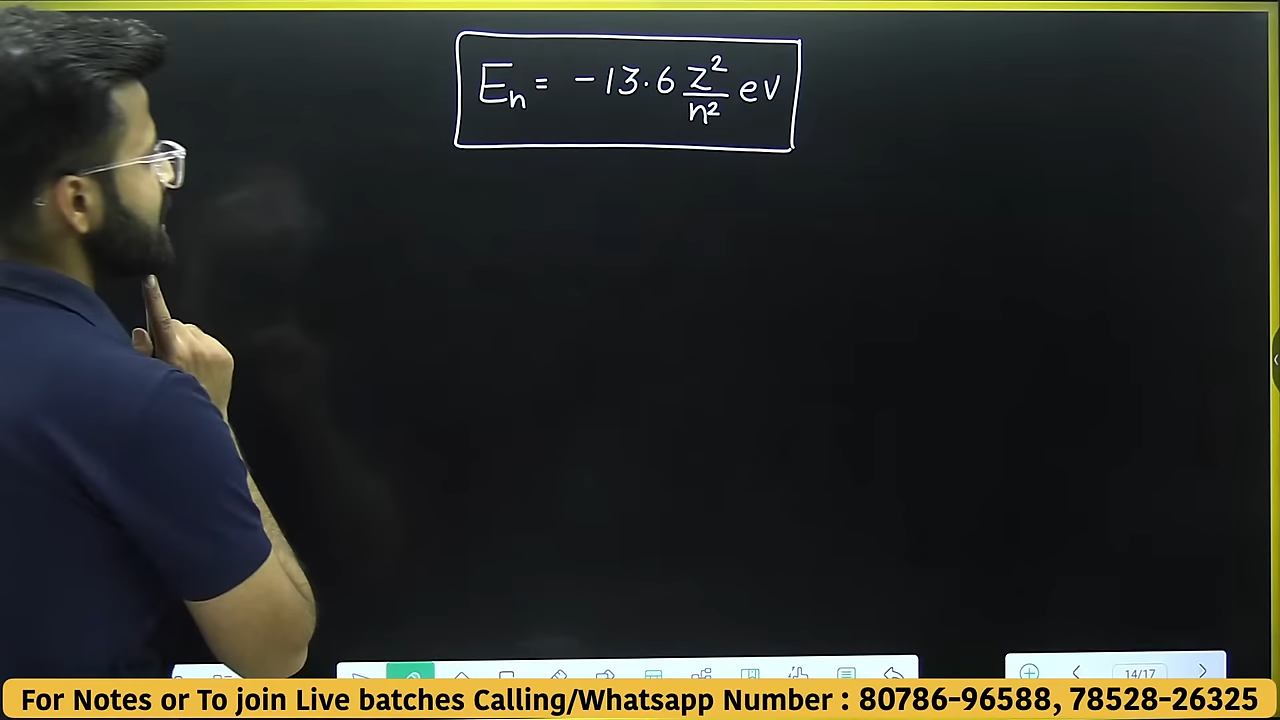 Eₙ = -13.6 z²/n² ev
14/17
For Notes or To join Live batches Calling/Whatsapp Number : 80786-96588, 78528-26325